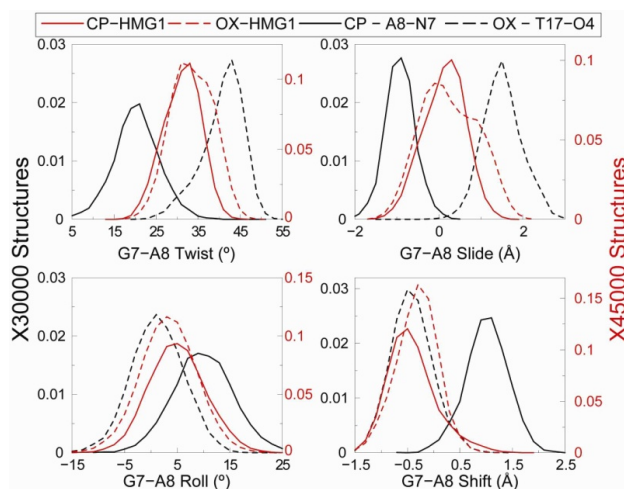 CP-HMG1 OX-HMG1 CP - A8-N7 OX - T17-O4
X30000 Structures
X45000 Structures
0.03 0.02 0.01 0
0.1 0.05 0
5 15 25 35 45 55
G7-A8 Twist (º)
0.03 0.02 0.01 0
0.1 0.05 0
-2 0 2
G7-A8 Slide (Å)
0.03 0.02 0.01 0.00
0.15 0.1 0.05 0
-15 -5 5 15 25
G7-A8 Roll (º)
0.03 0.02 0.01 0
0.15 0.1 0.05 0
-1.5 -0.5 0.5 1.5 2.5
G7-A8 Shift (Å)